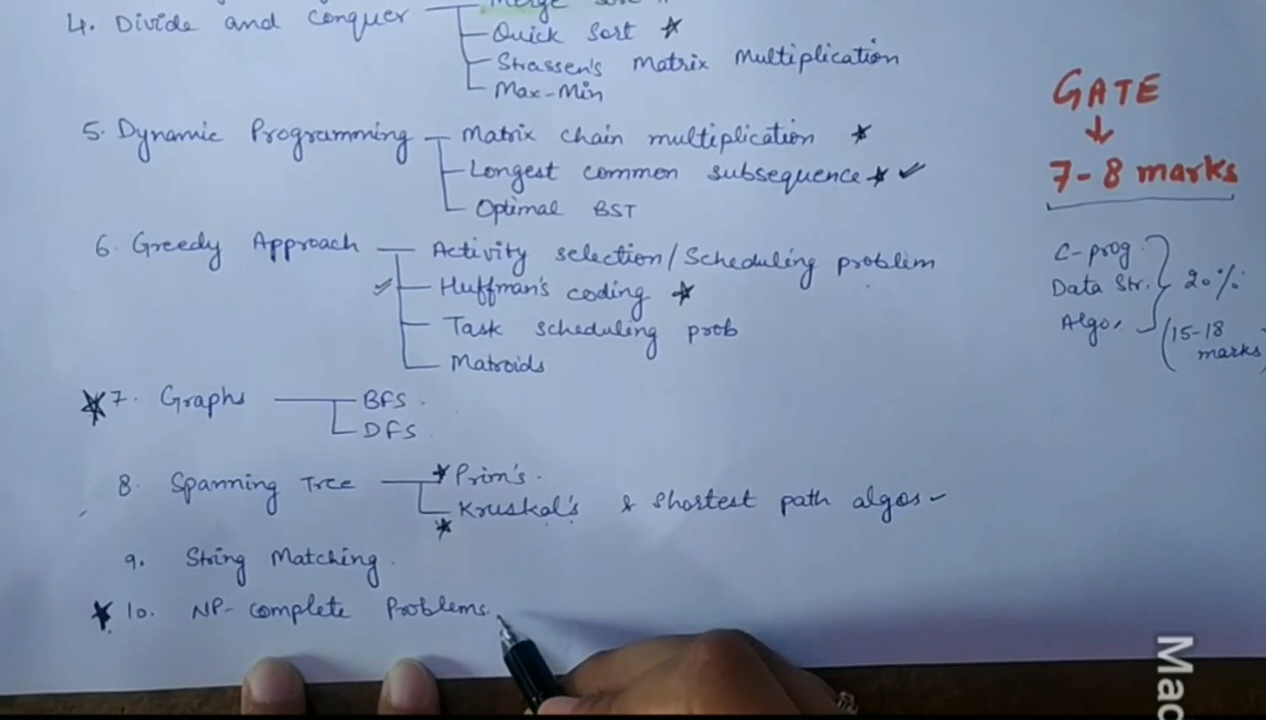 Merge Sort
4. Divide and Conquer
Quick Sort ★
Strassen's Matrix Multiplication
Max-Min
5. Dynamic Programming
Matrix chain multiplication ★
Longest common subsequence ★ ✓
Optimal BST
6. Greedy Approach
Activity selection/Scheduling problem
✓ Huffman's coding ★
Task scheduling prob
Matroids
★ 7. Graphs
BFS.
DFS
8. Spanning Tree
★ Prim's.
★ Kruskal's & Shortest path algos ✓
9. String Matching.
★ 10. NP-Complete Problems.
GATE
↓
7-8 marks
C-prog.
Data Str.
Algo.
20%
(15-18
marks
Mac